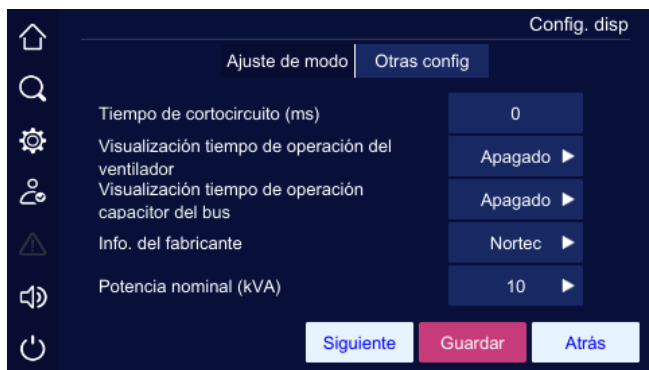 Config. disp
Ajuste de modo
Otras config
Tiempo de cortocircuito (ms)
0
Visualización tiempo de operación del
ventilador
Apagado
Visualización tiempo de operación
capacitor del bus
Apagado
Info. del fabricante
Nortec
Potencia nominal (kVA)
10
Siguiente
Guardar
Atrás